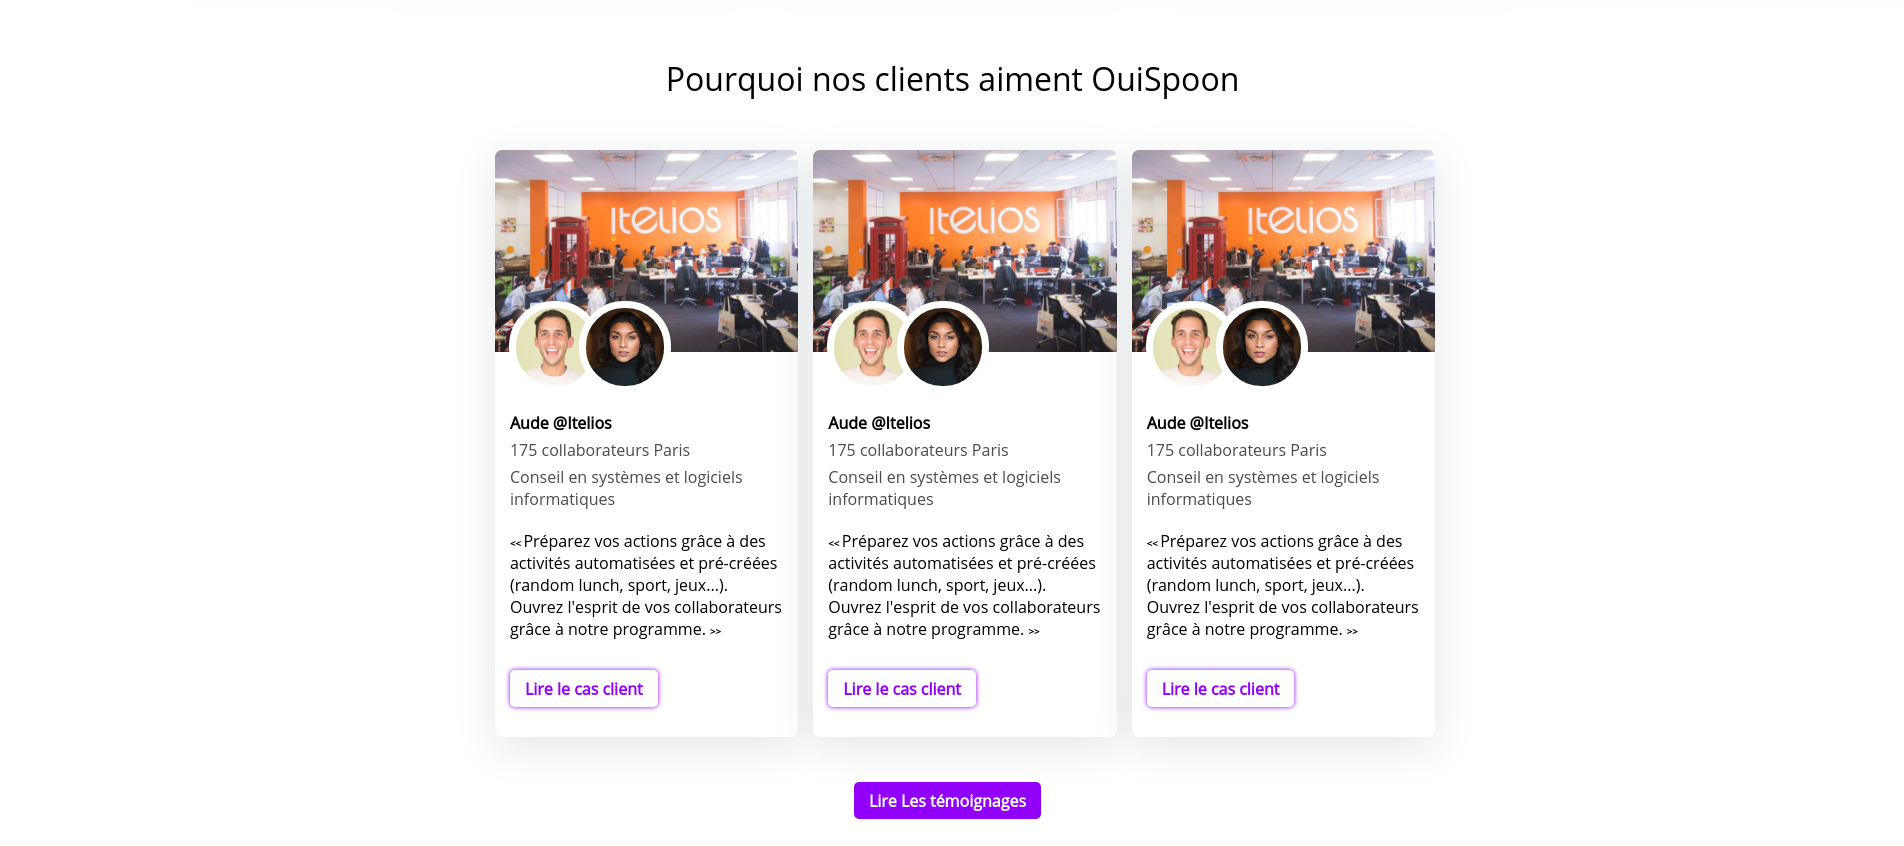 Pourquoi nos clients aiment OuiSpoon
itelios
Aude @Itelios
175 collaborateurs Paris
Conseil en systèmes et logiciels
informatiques
<< Préparez vos actions grâce à des
activités automatisées et pré-créées
(random lunch, sport, jeux...).
Ouvrez l'esprit de vos collaborateurs
grâce à notre programme. >>
Lire le cas client
itelios
Aude @Itelios
175 collaborateurs Paris
Conseil en systèmes et logiciels
informatiques
<< Préparez vos actions grâce à des
activités automatisées et pré-créées
(random lunch, sport, jeux...).
Ouvrez l'esprit de vos collaborateurs
grâce à notre programme. >>
Lire le cas client
itelios
Aude @Itelios
175 collaborateurs Paris
Conseil en systèmes et logiciels
informatiques
<< Préparez vos actions grâce à des
activités automatisées et pré-créées
(random lunch, sport, jeux...).
Ouvrez l'esprit de vos collaborateurs
grâce à notre programme. >>
Lire le cas client
Lire Les témoignages